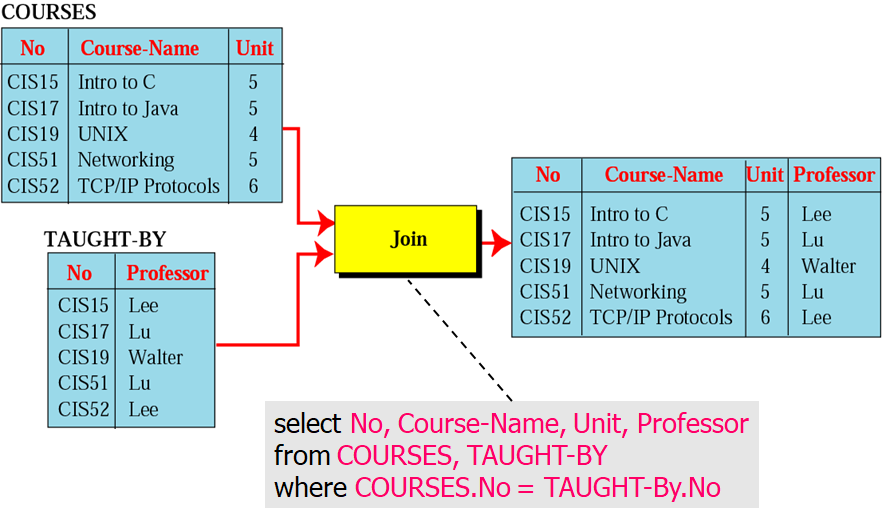 COURSES
No Course-Name Unit
CIS15 Intro to C 5
CIS17 Intro to Java 5
CIS19 UNIX 4
CIS51 Networking 5
CIS52 TCP/IP Protocols 6
TAUGHT-BY
No Professor
CIS15 Lee
CIS17 Lu
CIS19 Walter
CIS51 Lu
CIS52 Lee
Join
No Course-Name Unit Professor
CIS15 Intro to C 5 Lee
CIS17 Intro to Java 5 Lu
CIS19 UNIX 4 Walter
CIS51 Networking 5 Lu
CIS52 TCP/IP Protocols 6 Lee
select No, Course-Name, Unit, Professor
from COURSES, TAUGHT-BY
where COURSES.No = TAUGHT-By.No